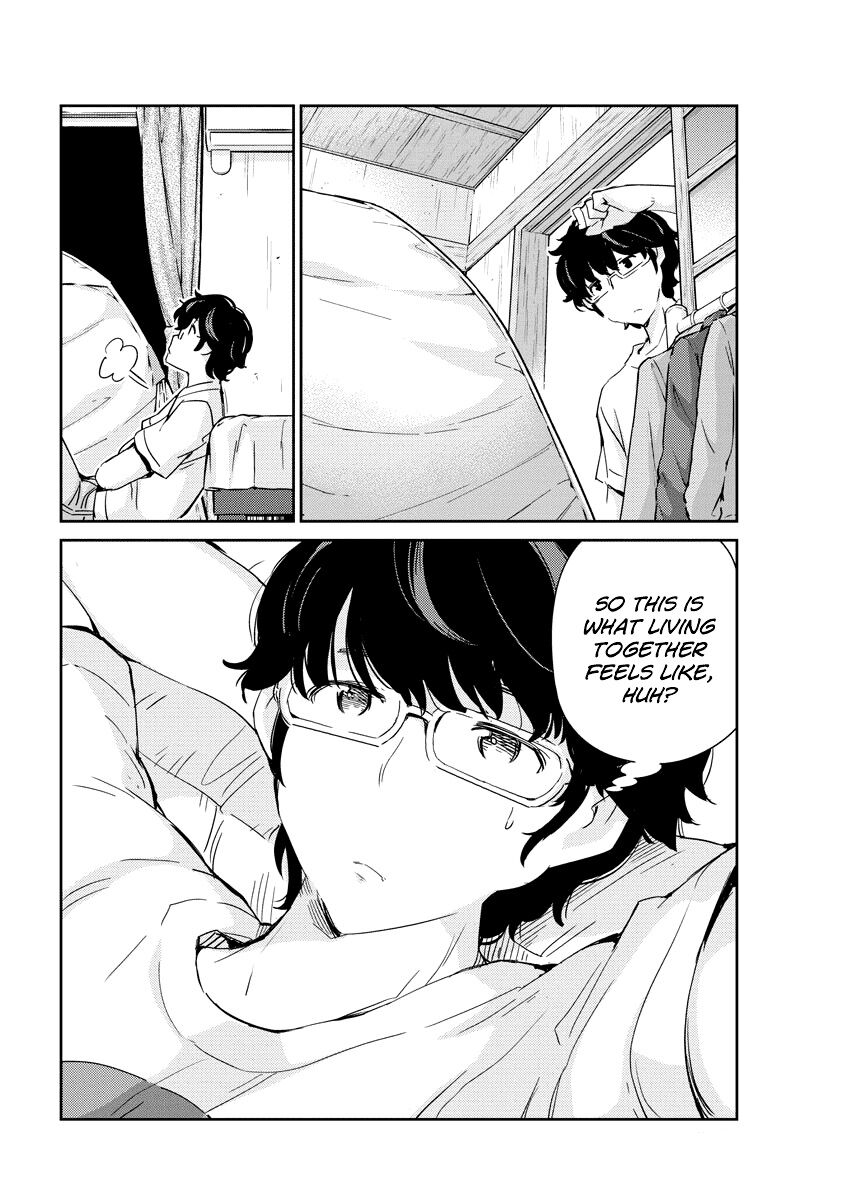 SO THIS IS
WHAT LIVING
TOGETHER
FEELS LIKE,
HUH?